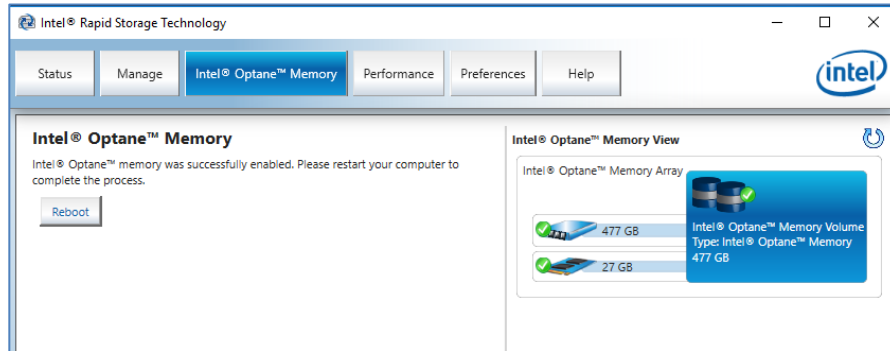 Intel® Rapid Storage Technology
Status
Manage
Intel® Optane™ Memory
Performance
Preferences
Help
intel
Intel® Optane™ Memory
Intel® Optane™ memory was successfully enabled. Please restart your computer to
complete the process.
Reboot
Intel® Optane™ Memory View
Intel® Optane™ Memory Array
477 GB
27 GB
Intel® Optane™ Memory Volume
Type: Intel® Optane™ Memory
477 GB